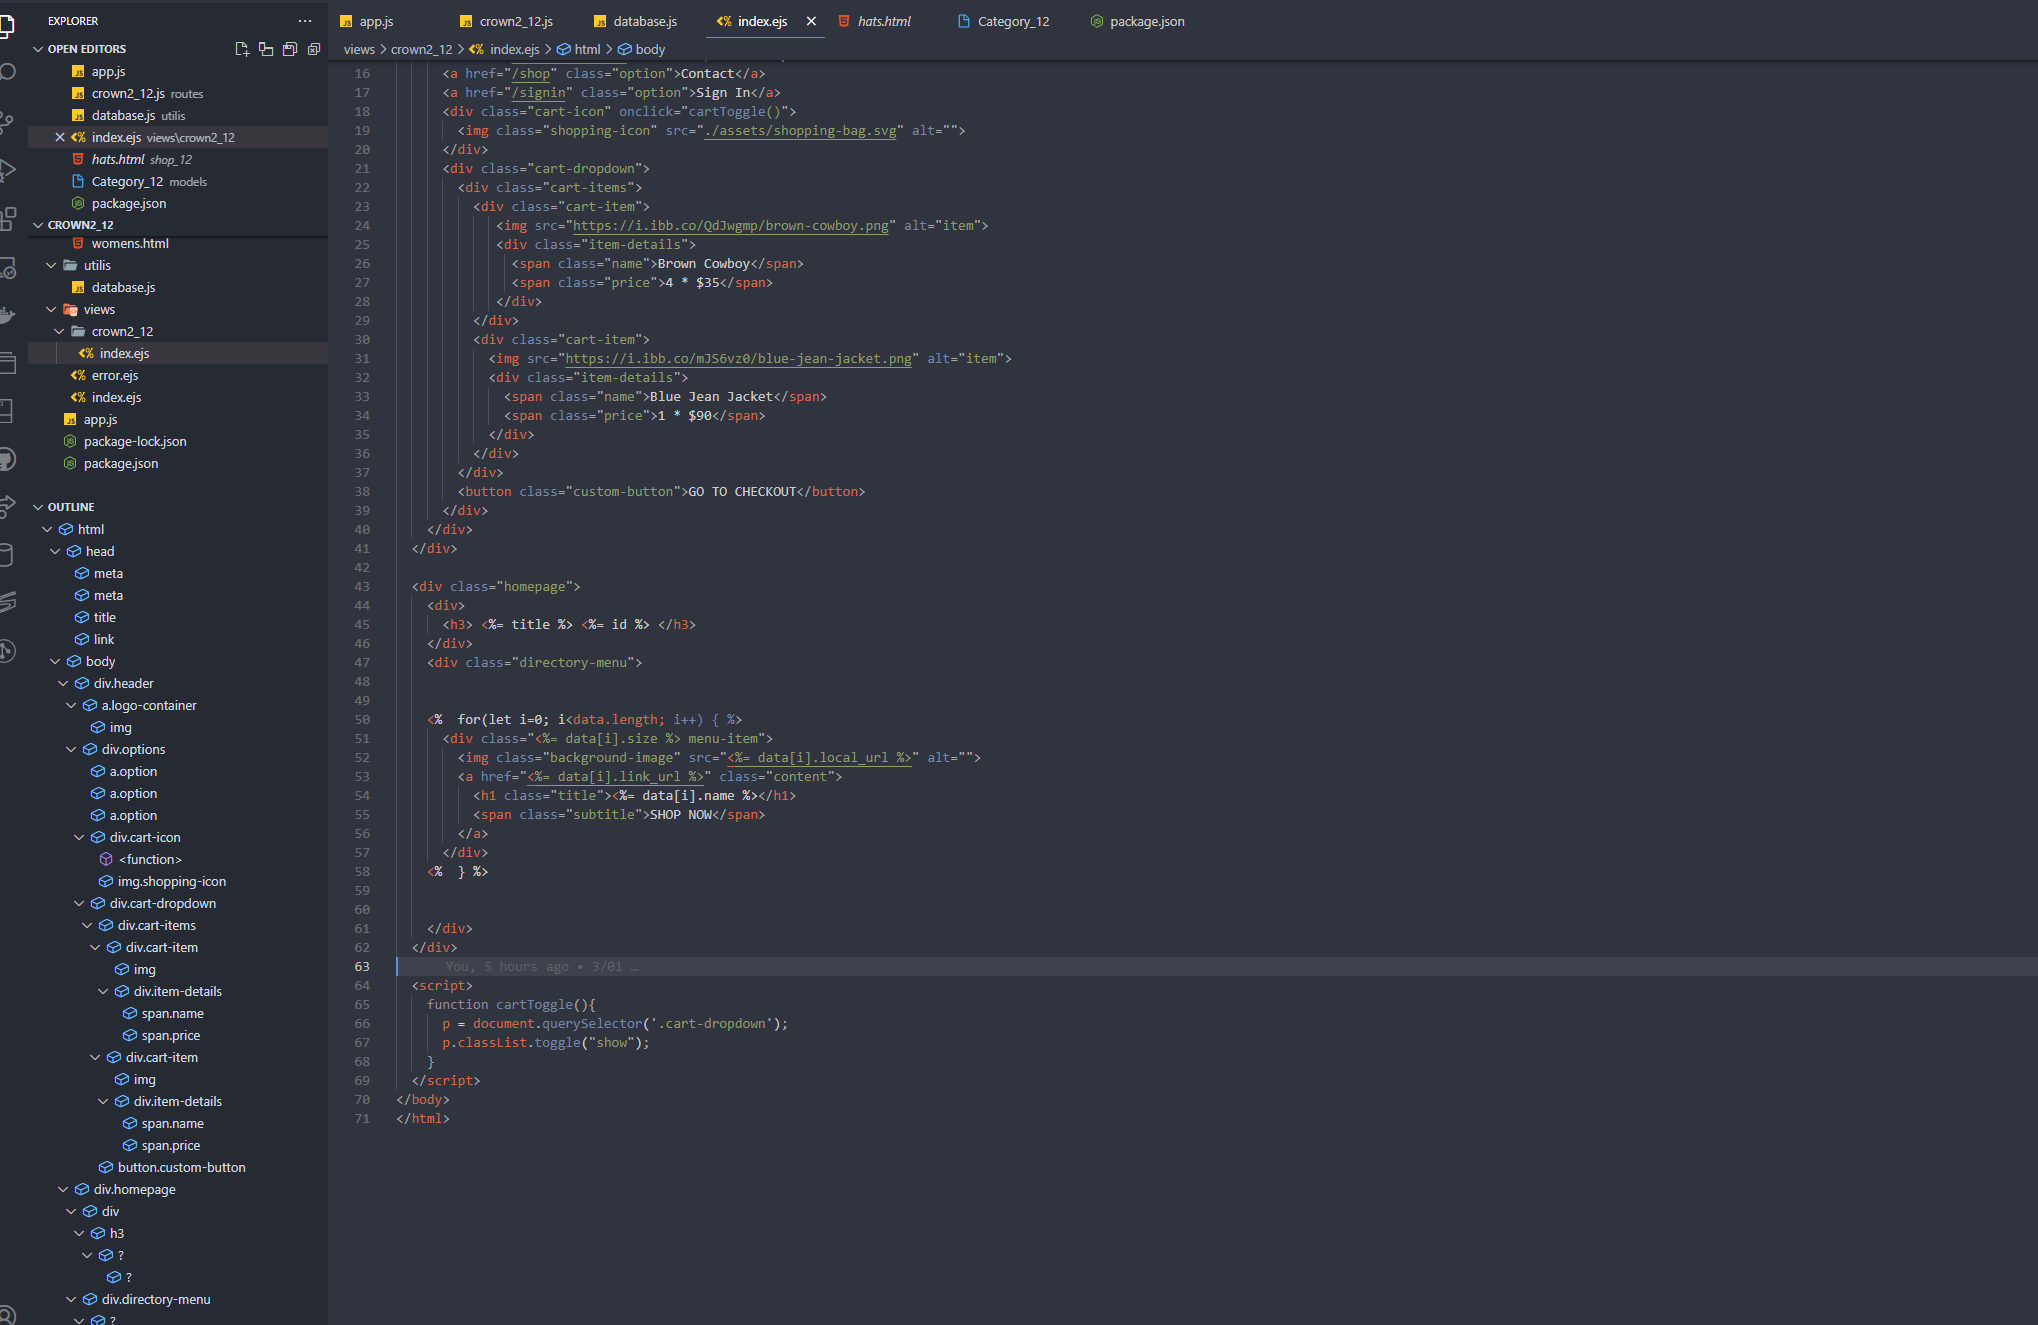 EXPLORER
OPEN EDITORS
app.js
crown2_12.js routes
database.js utilis
index.ejs views\crown2_12
hats.html shop_12
Category_12 models
package.json
CROWN2_12
womens.html
utilis
database.js
views
crown2_12
index.ejs
error.ejs
index.ejs
app.js
package-lock.json
package.json
OUTLINE
html
head
meta
meta
title
link
body
div.header
a.logo-container
img
div.options
a.option
a.option
a.option
div.cart-icon
<function>
img.shopping-icon
div.cart-dropdown
div.cart-items
div.cart-item
img
div.item-details
span.name
span.price
div.cart-item
img
div.item-details
span.name
span.price
button.custom-button
div.homepage
div
h3
?
?
div.directory-menu
?
app.js crown2_12.js database.js index.ejs hats.html Category_12 package.json
views > crown2_12 > index.ejs > html > body
16 <a href="/shop" class="option">Contact</a>
17 <a href="/signin" class="option">Sign In</a>
18 <div class="cart-icon" onclick="cartToggle()">
19 <img class="shopping-icon" src="./assets/shopping-bag.svg" alt="">
20 </div>
21 <div class="cart-dropdown">
22 <div class="cart-items">
23 <div class="cart-item">
24 <img src="https://i.ibb.co/QdJwgmp/brown-cowboy.png" alt="item">
25 <div class="item-details">
26 <span class="name">Brown Cowboy</span>
27 <span class="price">4 * $35</span>
28 </div>
29 </div>
30 <div class="cart-item">
31 <img src="https://i.ibb.co/mJS6vz0/blue-jean-jacket.png" alt="item">
32 <div class="item-details">
33 <span class="name">Blue Jean Jacket</span>
34 <span class="price">1 * $90</span>
35 </div>
36 </div>
37 </div>
38 <button class="custom-button">GO TO CHECKOUT</button>
39 </div>
40 </div>
41 </div>
42
43 <div class="homepage">
44 <div>
45 <h3> <%= title %> <%= id %> </h3>
46 </div>
47 <div class="directory-menu">
48
49
50 <% for(let i=0; i<data.length; i++) { %>
51 <div class="<%= data[i].size %> menu-item">
52 <img class="background-image" src="<%= data[i].local_url %>" alt="">
53 <a href="<%= data[i].link_url %>" class="content">
54 <h1 class="title"><%= data[i].name %></h1>
55 <span class="subtitle">SHOP NOW</span>
56 </a>
57 </div>
58 <% } %>
59
60
61 </div>
62 </div>
63 You, 5 hours ago • 3/01 …
64 <script>
65 function cartToggle(){
66 p = document.querySelector('.cart-dropdown');
67 p.classList.toggle("show");
68 }
69 </script>
70 </body>
71 </html>